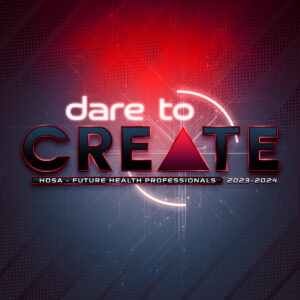 dare to
CREATE
HOSA - FUTURE HEALTH PROFESSIONALS 2023-2024